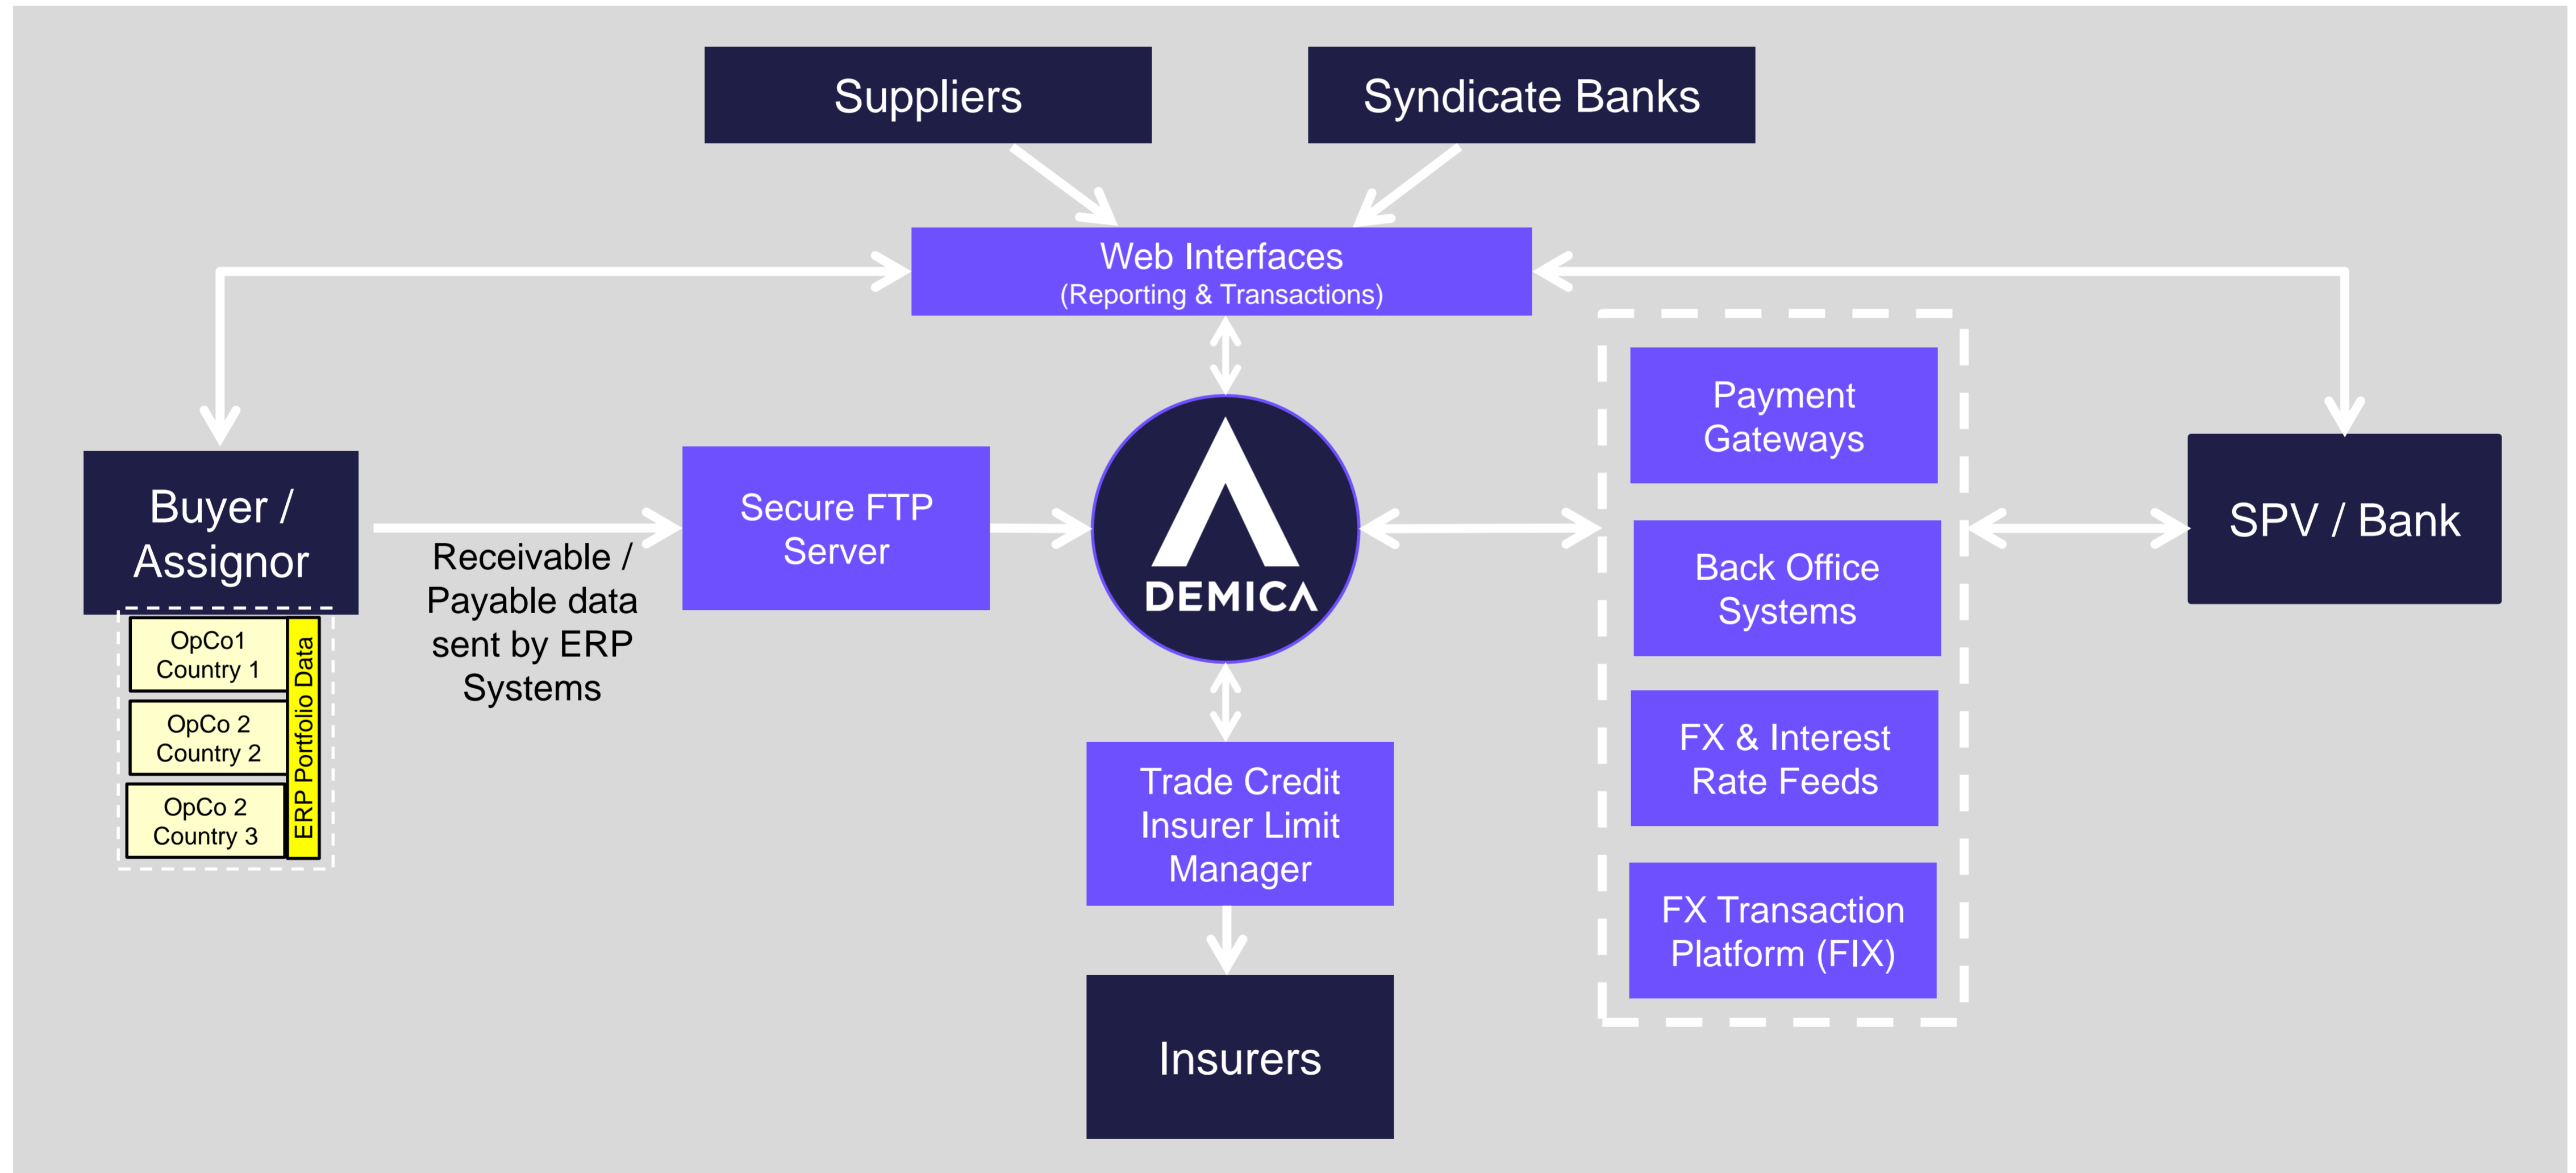 Suppliers
Syndicate Banks
Web Interfaces
(Reporting & Transactions)
Buyer /
Assignor
OpCo1
Country 1
OpCo 2
Country 2
OpCo 2
Country 3
ERP Portfolio Data
Receivable /
Payable data
sent by ERP
Systems
Secure FTP
Server
DEMICA
Trade Credit
Insurer Limit
Manager
Insurers
Payment
Gateways
Back Office
Systems
FX & Interest
Rate Feeds
FX Transaction
Platform (FIX)
SPV / Bank